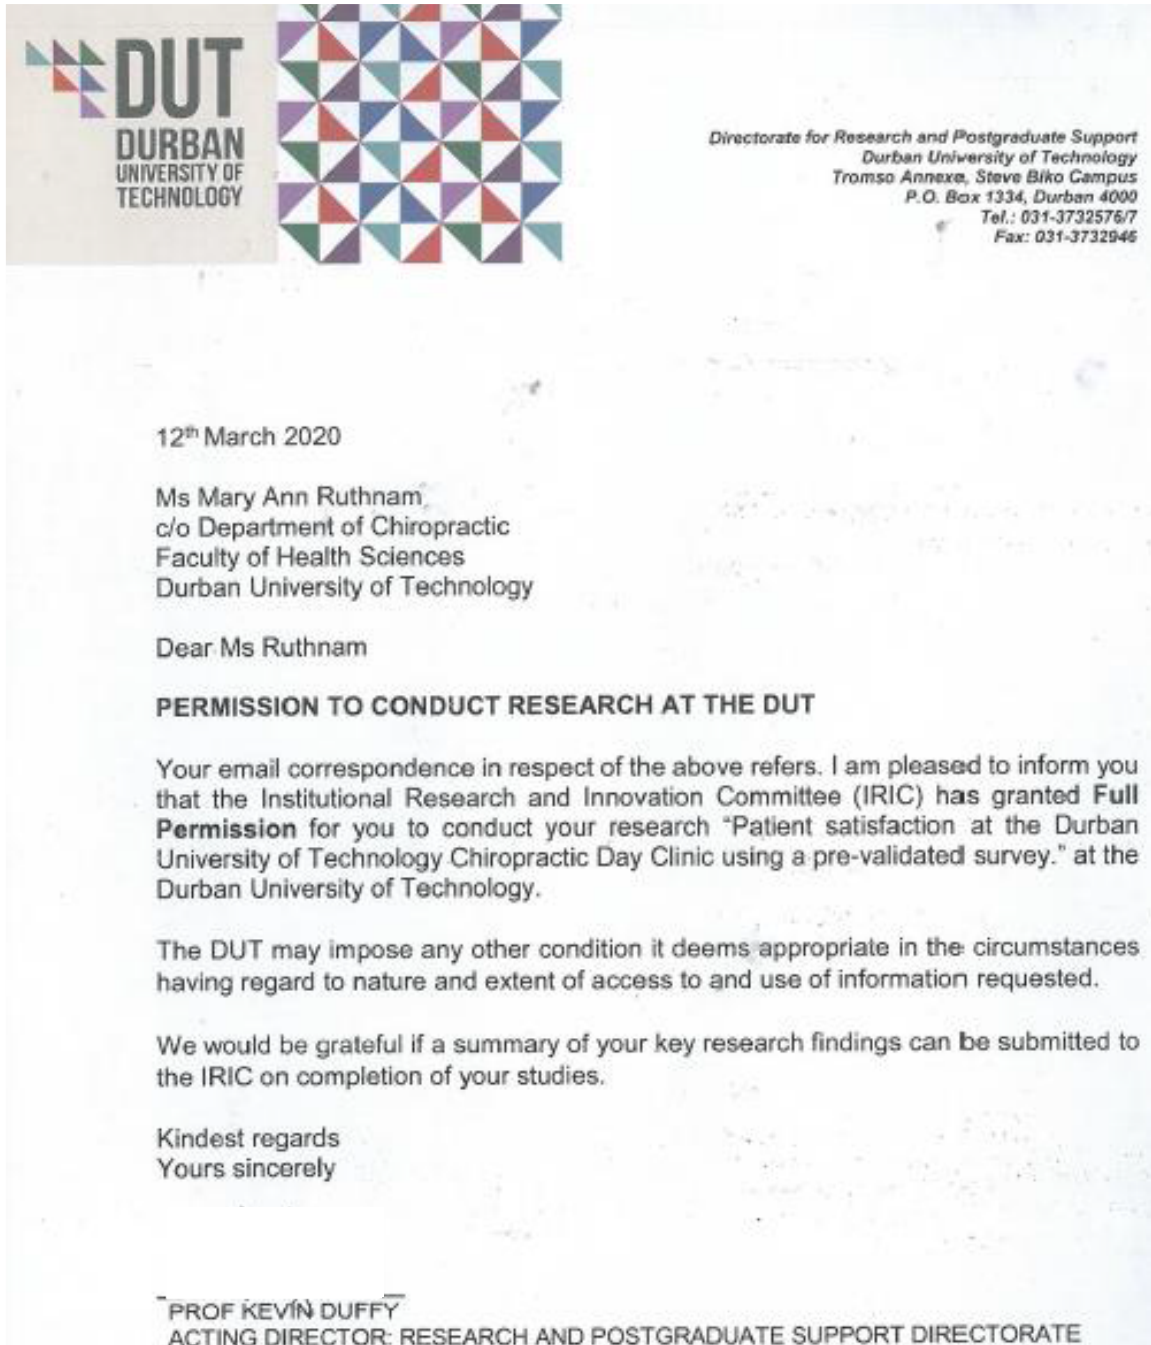 DUT
DURBAN
UNIVERSITY OF
TECHNOLOGY
Directorate for Research and Postgraduate Support
Durban University of Technology
Tromso Annexe, Steve Biko Campus
P.O. Box 1334, Durban 4000
Tel.: 031-3732576/7
Fax: 031-3732946
12th March 2020
Ms Mary Ann Ruthnam
c/o Department of Chiropractic
Faculty of Health Sciences
Durban University of Technology
Dear Ms Ruthnam
PERMISSION TO CONDUCT RESEARCH AT THE DUT
Your email correspondence in respect of the above refers. I am pleased to inform you
that the Institutional Research and Innovation Committee (IRIC) has granted Full
Permission for you to conduct your research “Patient satisfaction at the Durban
University of Technology Chiropractic Day Clinic using a pre-validated survey.” at the
Durban University of Technology.
The DUT may impose any other condition it deems appropriate in the circumstances
having regard to nature and extent of access to and use of information requested.
We would be grateful if a summary of your key research findings can be submitted to
the IRIC on completion of your studies.
Kindest regards
Yours sincerely
PROF KEVIN DUFFY
ACTING DIRECTOR: RESEARCH AND POSTGRADUATE SUPPORT DIRECTORATE